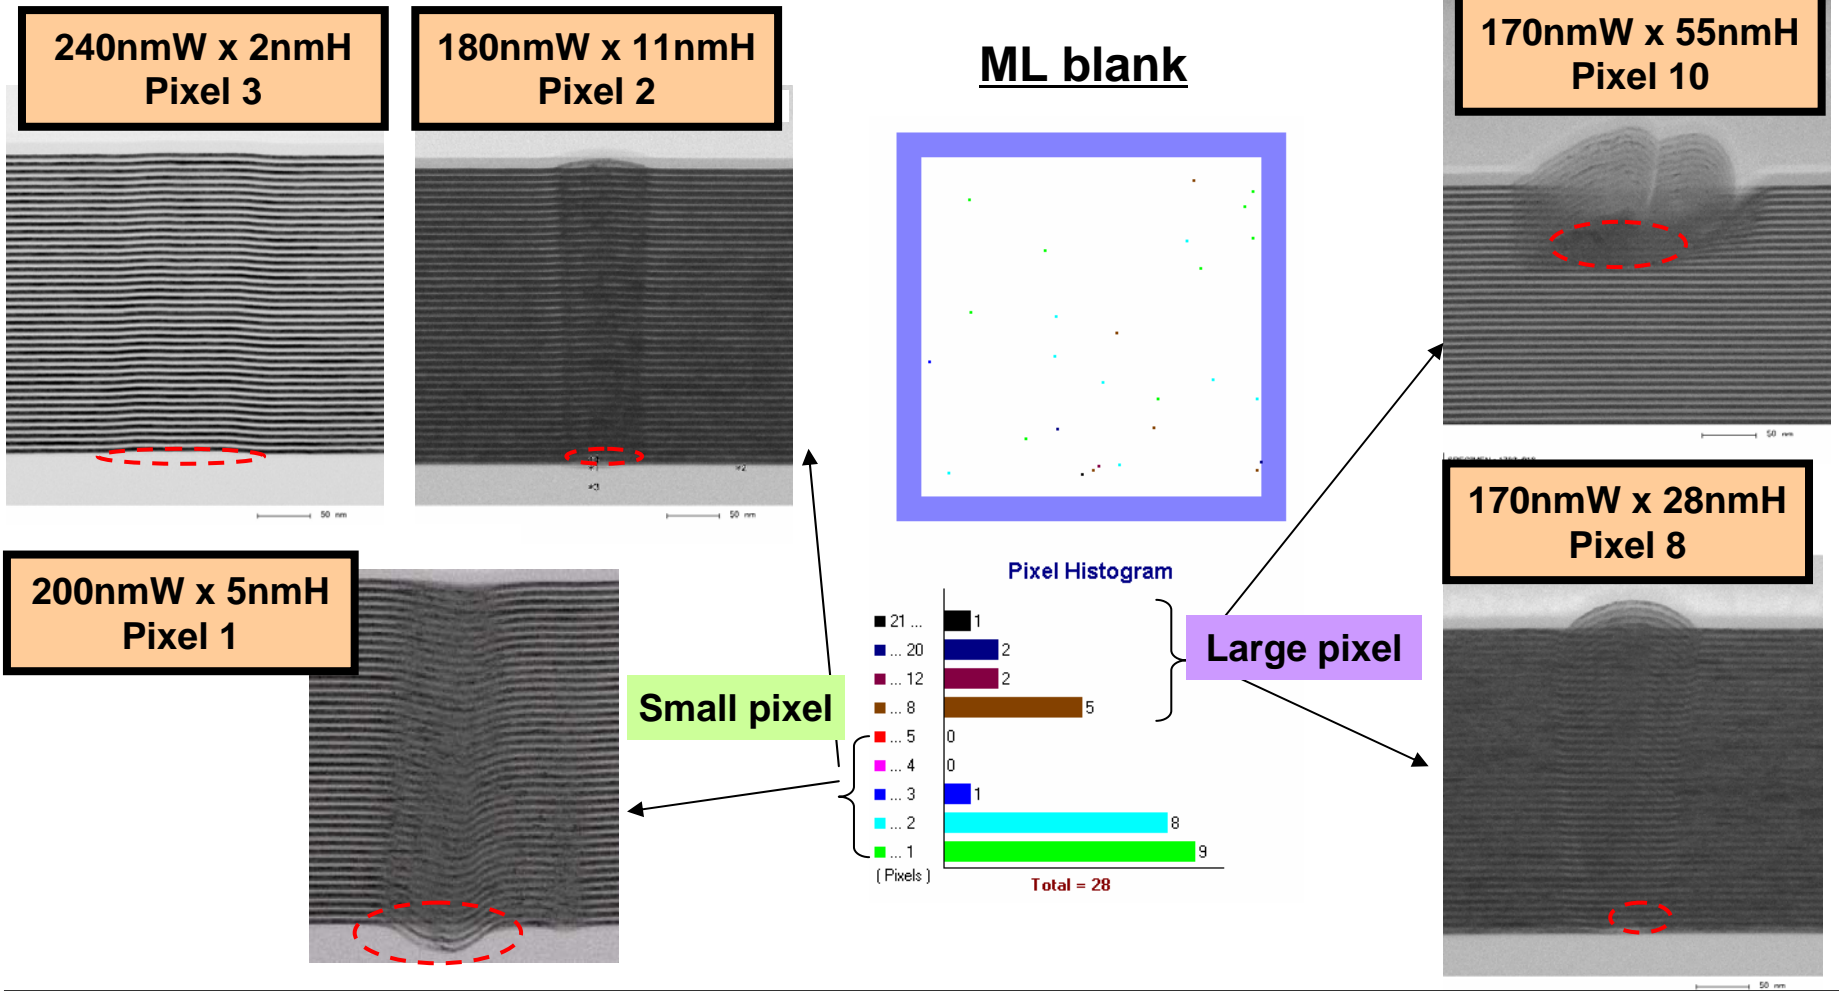 240nmW x 2nmH
Pixel 3
180nmW x 11nmH
Pixel 2
ML blank
170nmW x 55nmH
Pixel 10
50 nm
#2
#3
50 nm
50 nm
170nmW x 28nmH
Pixel 8
200nmW x 5nmH
Pixel 1
Pixel Histogram
21 ... 1
... 20 2
... 12 2
... 8 5
... 5 0
... 4 0
... 3 1
... 2 8
... 1 9
( Pixels )
Total = 28
Small pixel
Large pixel
50 nm